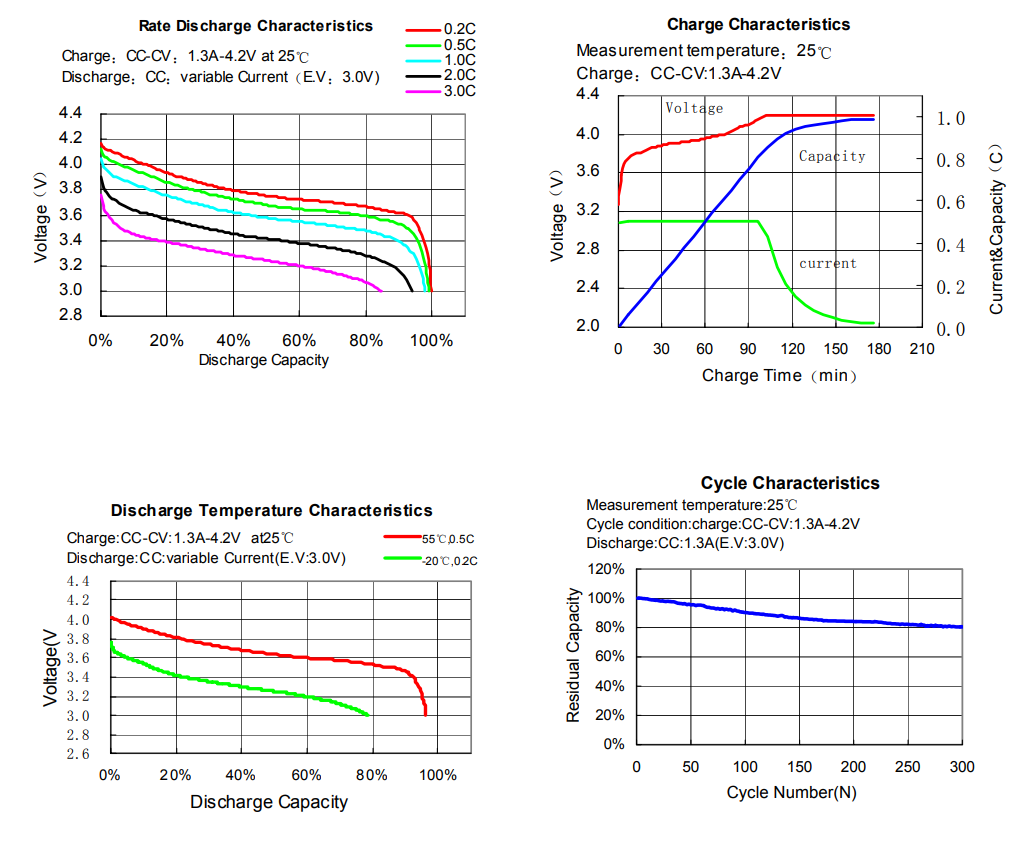 Rate Discharge Characteristics
Charge：CC-CV；1.3A-4.2V at 25℃
Discharge：CC；variable Current（E.V：3.0V）
0.2C
0.5C
1.0C
2.0C
3.0C
4.4
4.2
4.0
3.8
3.6
3.4
3.2
3.0
2.8
Voltage（V）
0% 20% 40% 60% 80% 100%
Discharge Capacity
Charge Characteristics
Measurement temperature：25℃
Charge：CC-CV:1.3A-4.2V
4.4
4.0
3.6
3.2
2.8
2.4
2.0
Voltage（V）
Voltage
Capacity
current
1.0
0.8
0.6
0.4
0.2
0.0
Current&Capacity（C）
0 30 60 90 120 150 180 210
Charge Time（min）
Discharge Temperature Characteristics
Charge:CC-CV:1.3A-4.2V at25℃
Discharge:CC:variable Current(E.V:3.0V)
55℃,0.5C
-20℃,0.2C
4.4
4.2
4.0
3.8
3.6
3.4
3.2
3.0
2.8
2.6
Voltage(V
0% 20% 40% 60% 80% 100%
Discharge Capacity
Cycle Characteristics
Measurement temperature:25℃
Cycle condition:charge:CC-CV:1.3A-4.2V
Discharge:CC:1.3A(E.V:3.0V)
120%
100%
80%
60%
40%
20%
0%
Residual Capacity
0 50 100 150 200 250 300
Cycle Number(N)